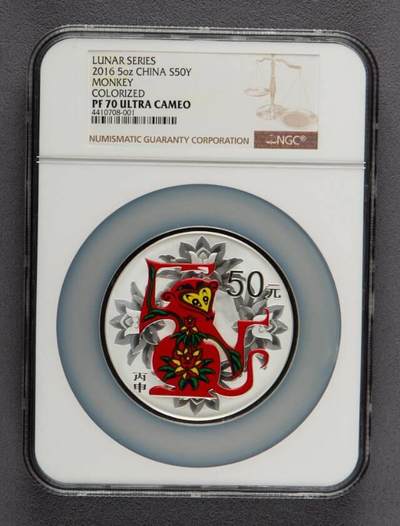 LUNAR SERIES
2016 5oz CHINA S50Y
MONKEY
COLORIZED
PF 70 ULTRA CAMEO
4410708-001
NUMISMATIC GUARANTY CORPORATION NGC®
50元
丙
申